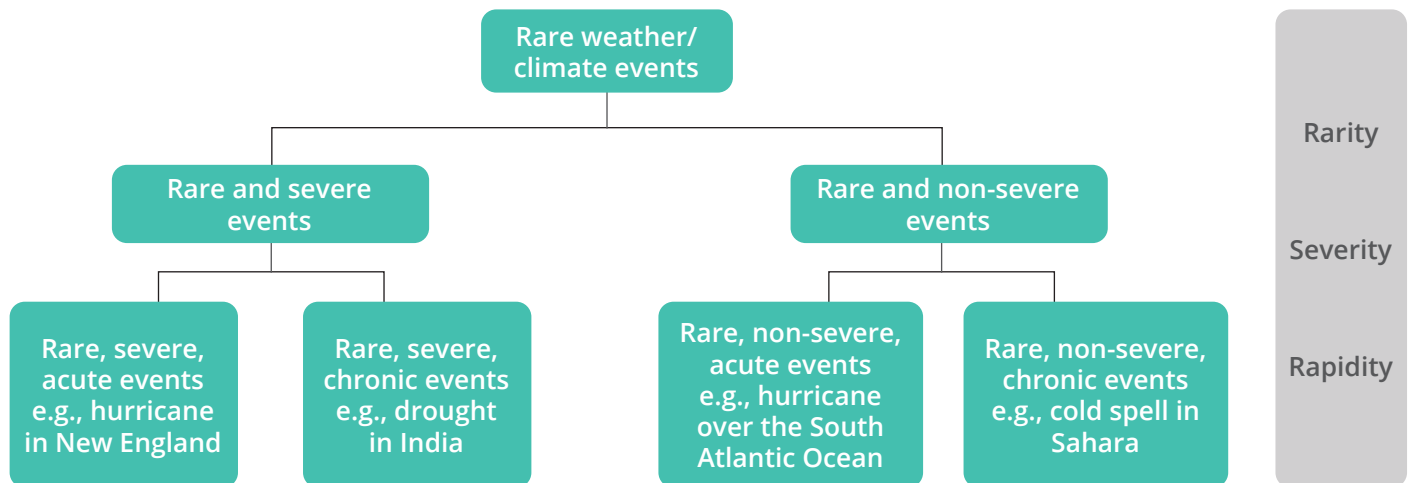 Rare weather/
climate events
Rarity
Rare and severe
events
Rare and non-severe
events
Severity
Rare, severe,
acute events
e.g., hurricane
in New England
Rare, severe,
chronic events
e.g., drought
in India
Rare, non-severe,
acute events
e.g., hurricane
over the South
Atlantic Ocean
Rare, non-severe,
chronic events
e.g., cold spell in
Sahara
Rapidity